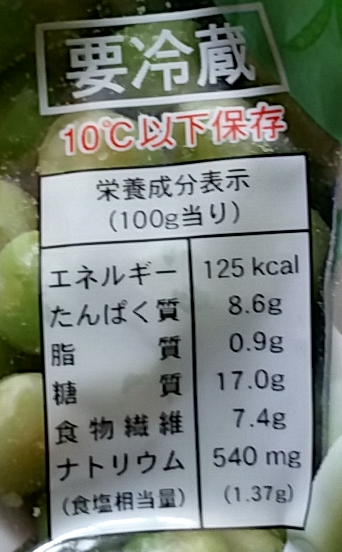 要冷蔵
10℃以下保存
栄養成分表示
(100g当り)
エネルギー 125 kcal
たんぱく質 8.6g
脂質 0.9g
糖質 17.0g
食物繊維 7.4g
ナトリウム 540 mg
(食塩相当量) (1.37g)